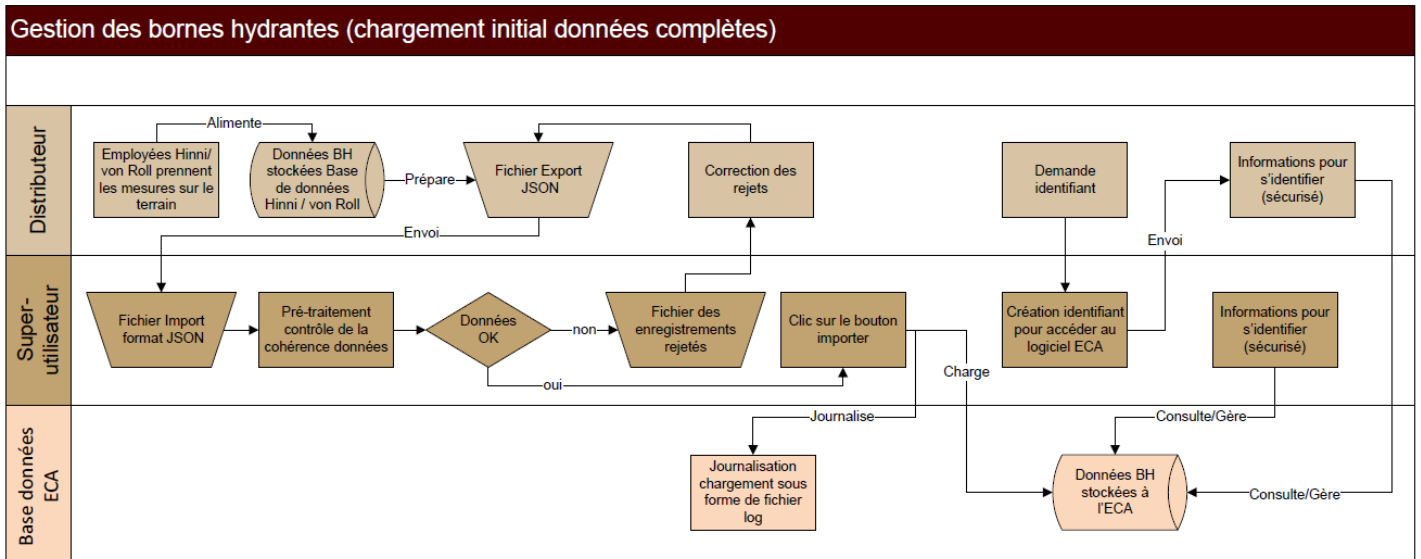 Gestion des bornes hydrantes (chargement initial données complètes)
Distributeur
Alimente
Employées Hinni/
von Roll prennent
les mesures sur le
terrain
Données BH
stockées Base
de données
Hinni / von Roll
Prépare
Fichier Export
JSON
Correction des
rejets
Demande
identifiant
Informations pour
s'identifier
(sécurisé)
Envoi
Envoi
Super-
utilisateur
Fichier Import
format JSON
Pré-traitement
contrôle de la
cohérence données
Données
OK
non
oui
Fichier des
enregistrements
rejetés
Clic sur le bouton
importer
Charge
Création identifiant
pour accéder au
logiciel ECA
Informations pour
s'identifier
(sécurisé)
Base données
ECA
Journalise
Journalisation
chargement sous
forme de fichier
log
Consulte/Gère
Données BH
stockées à
l'ECA
Consulte/Gère